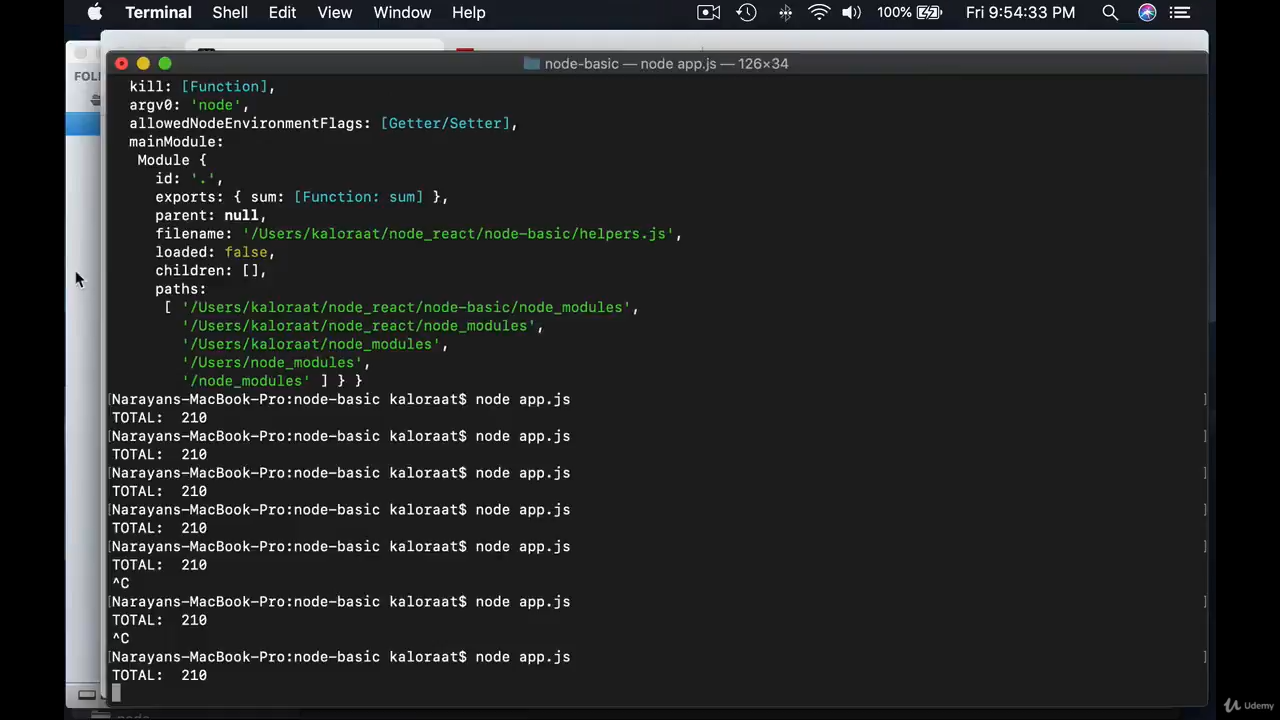 Terminal Shell Edit View Window Help 100% Fri 9:54:33 PM
FOL
node-basic — node app.js — 126×34
kill: [Function],
argv0: 'node',
allowedNodeEnvironmentFlags: [Getter/Setter],
mainModule:
Module {
id: '.',
exports: { sum: [Function: sum] },
parent: null,
filename: '/Users/kaloraat/node_react/node-basic/helpers.js',
loaded: false,
children: [],
paths:
[ '/Users/kaloraat/node_react/node-basic/node_modules',
'/Users/kaloraat/node_react/node_modules',
'/Users/kaloraat/node_modules',
'/Users/node_modules',
'/node_modules' ] } }
[Narayans-MacBook-Pro:node-basic kaloraat$ node app.js ]
TOTAL: 210
[Narayans-MacBook-Pro:node-basic kaloraat$ node app.js ]
TOTAL: 210
[Narayans-MacBook-Pro:node-basic kaloraat$ node app.js ]
TOTAL: 210
[Narayans-MacBook-Pro:node-basic kaloraat$ node app.js ]
TOTAL: 210
[Narayans-MacBook-Pro:node-basic kaloraat$ node app.js ]
TOTAL: 210
^C
[Narayans-MacBook-Pro:node-basic kaloraat$ node app.js ]
TOTAL: 210
^C
[Narayans-MacBook-Pro:node-basic kaloraat$ node app.js ]
TOTAL: 210
Udemy